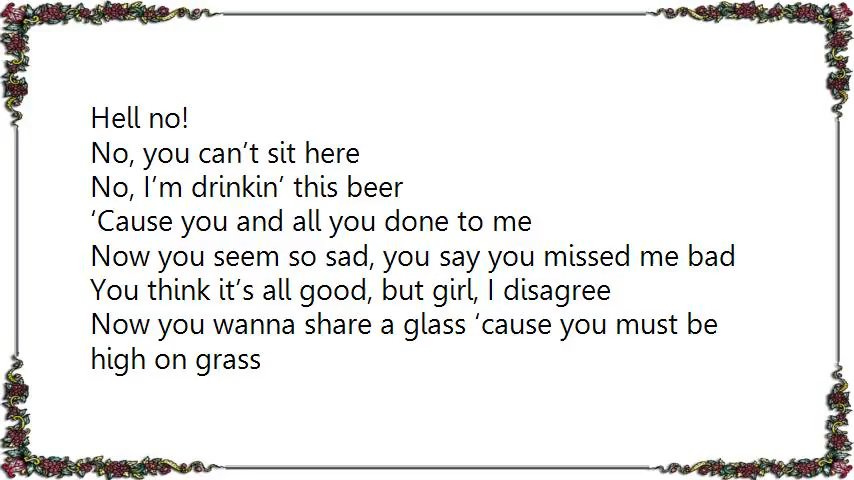 Hell no!
No, you can’t sit here
No, I’m drinkin’ this beer
‘Cause you and all you done to me
Now you seem so sad, you say you missed me bad
You think it’s all good, but girl, I disagree
Now you wanna share a glass ‘cause you must be
high on grass